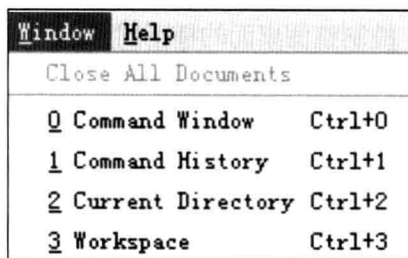 Window Help
Close All Documents
0 Command Window Ctrl+0
1 Command History Ctrl+1
2 Current Directory Ctrl+2
3 Workspace Ctrl+3